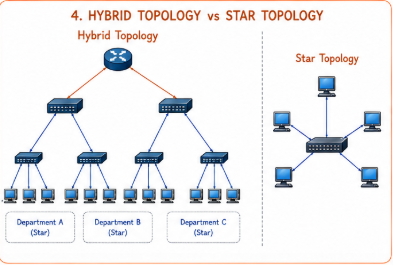 4. HYBRID TOPOLOGY vs STAR TOPOLOGY
Hybrid Topology
Star Topology
Department A
(Star)
Department B
(Star)
Department C
(Star)